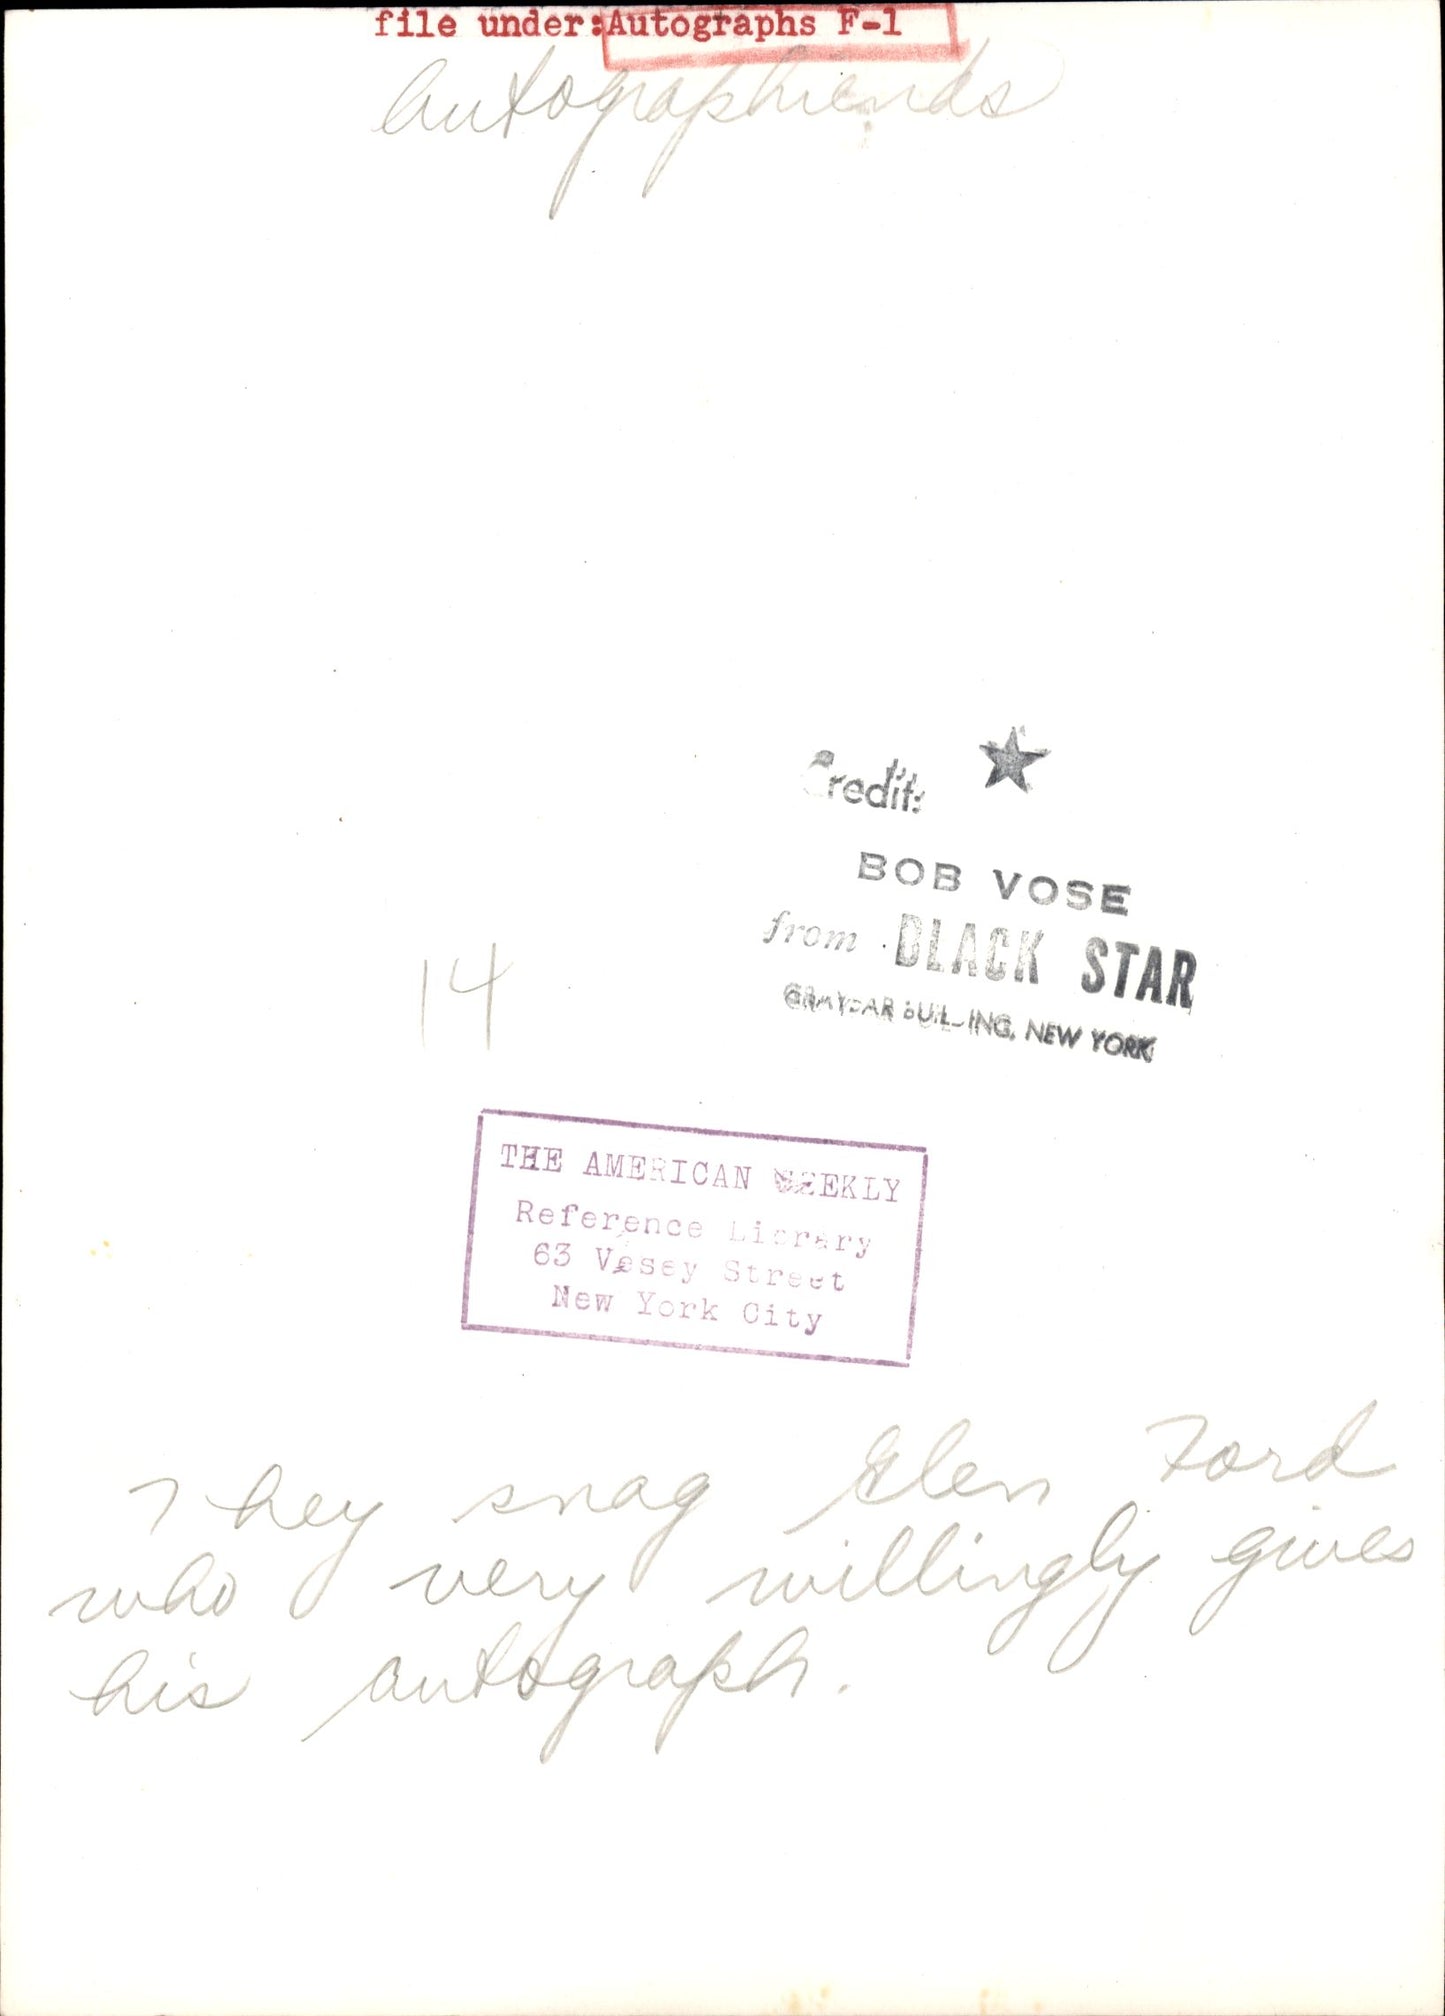 file under:Autographs F-1
Autographiends
Credit:
BOB VOSE
from BLACK STAR
GRAYBAR BUILDING, NEW YORK
14
THE AMERICAN WEEKLY
Reference Library
63 Vesey Street
New York City
They snag Glen Ford
who very willingly gives
his autograph.